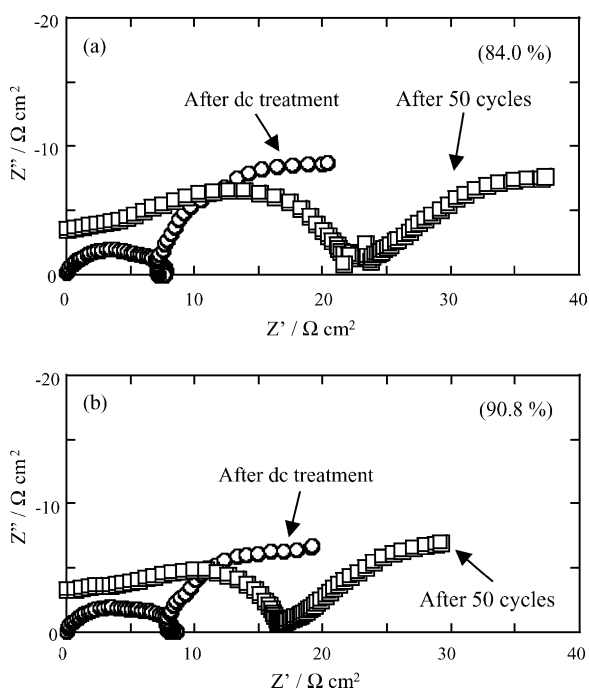 -20
(a)
(84.0 %)
After dc treatment
After 50 cycles
-10
Z” / Ω cm²
0
0
10
20
30
40
Z’ / Ω cm²
-20
(b)
(90.8 %)
After dc treatment
-10
Z” / Ω cm²
After 50 cycles
0
0
10
20
30
40
Z’ / Ω cm²